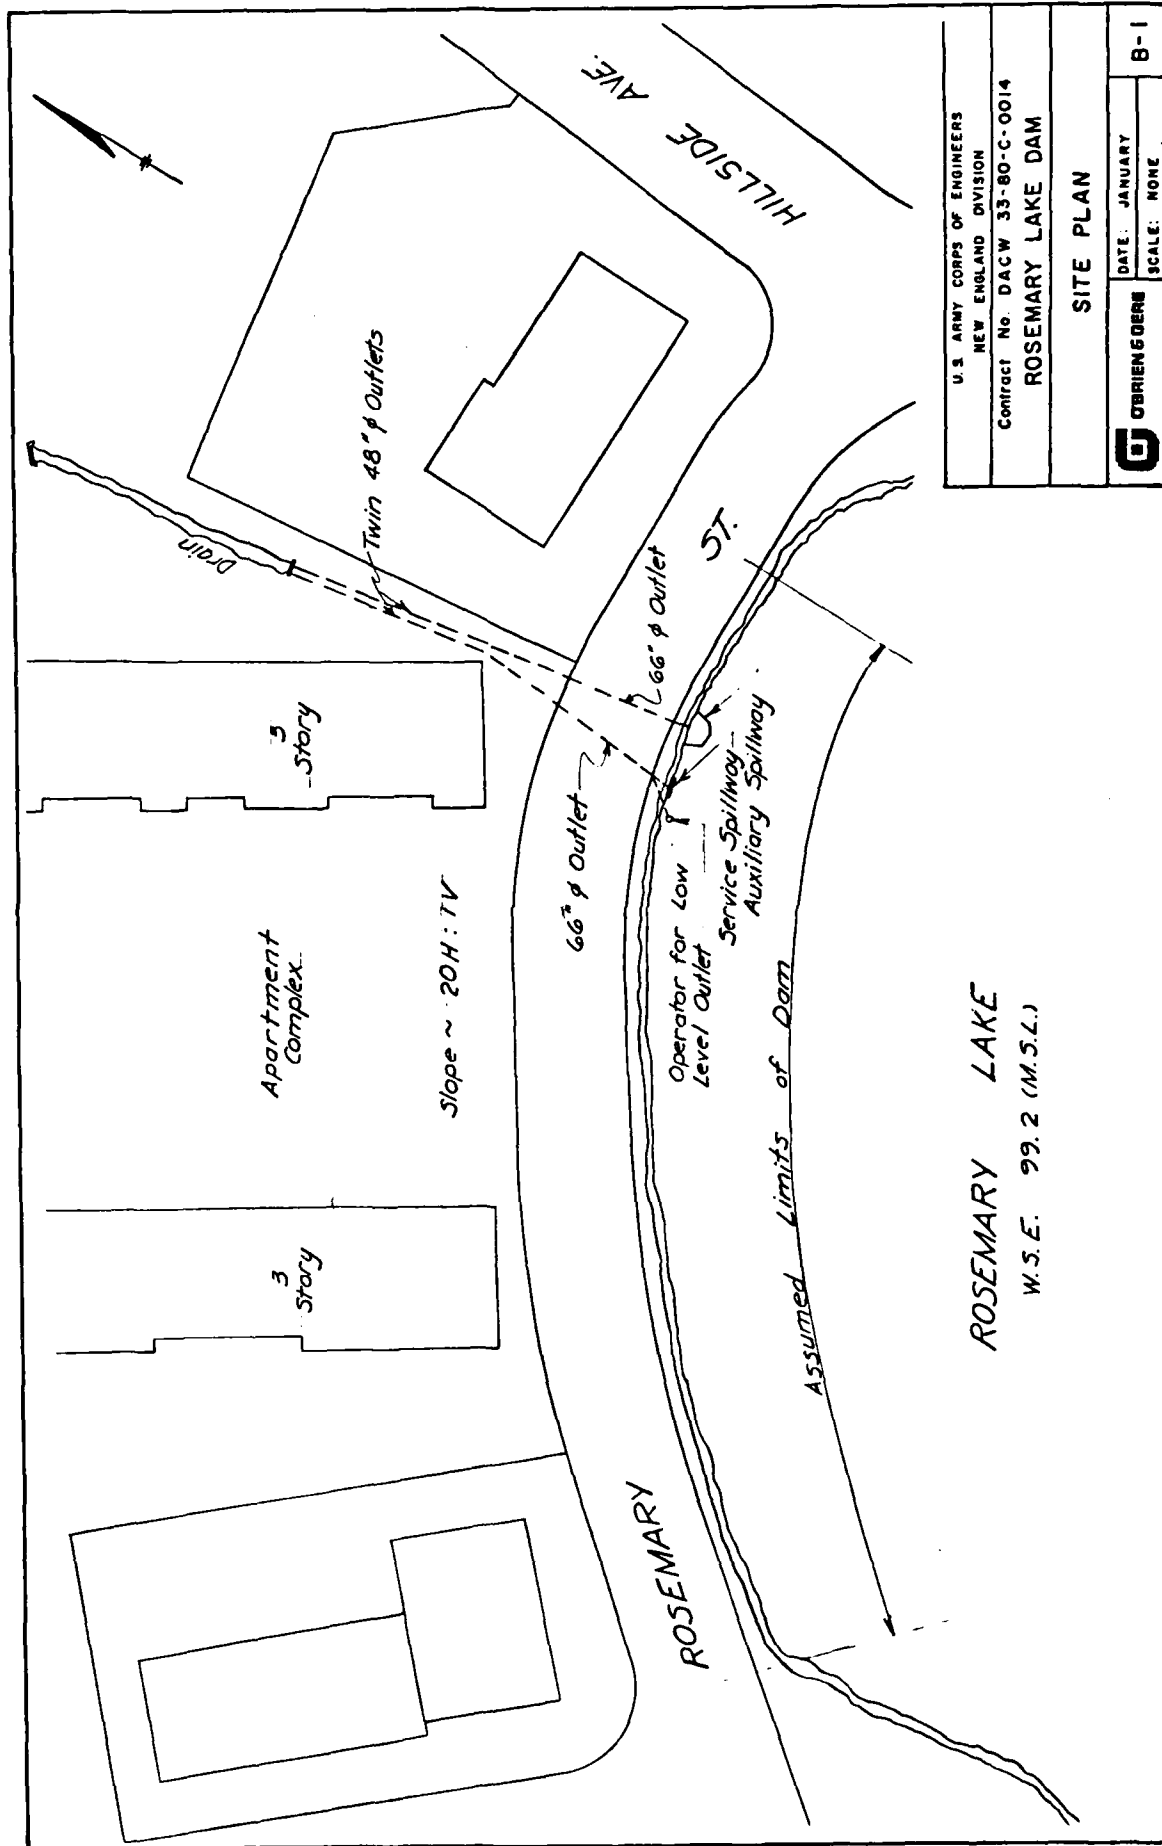 HILLSIDE AVE.
Twin 48" φ Outlets
Drain
ST.
66" φ Outlet
3
Story
66" φ Outlet
Apartment
Complex
Slope ~ 20H:1V
Operator for Low
Level Outlet
Service Spillway
Auxiliary Spillway
3
Story
Assumed Limits of Dam
ROSEMARY
ROSEMARY LAKE
W.S.E. 99.2 (M.S.L.)
U.S. ARMY CORPS OF ENGINEERS
NEW ENGLAND DIVISION
Contract No. DACW 33-80-C-0014
ROSEMARY LAKE DAM
SITE PLAN
O'BRIEN & GERE
DATE: JANUARY
SCALE: NONE
B-1